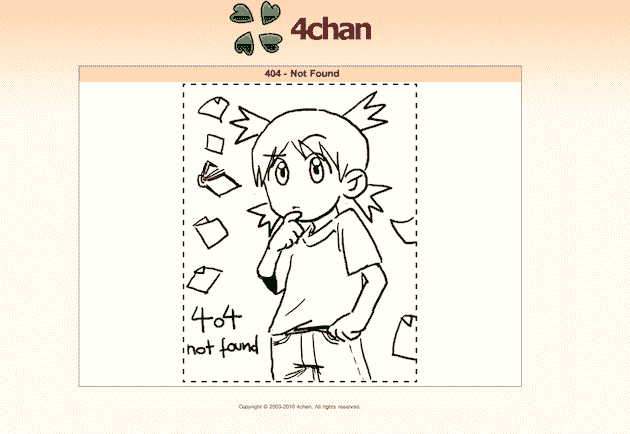 4chan
404 - Not Found
404
not found
Copyright © 2003-2010 4chan. All rights reserved.